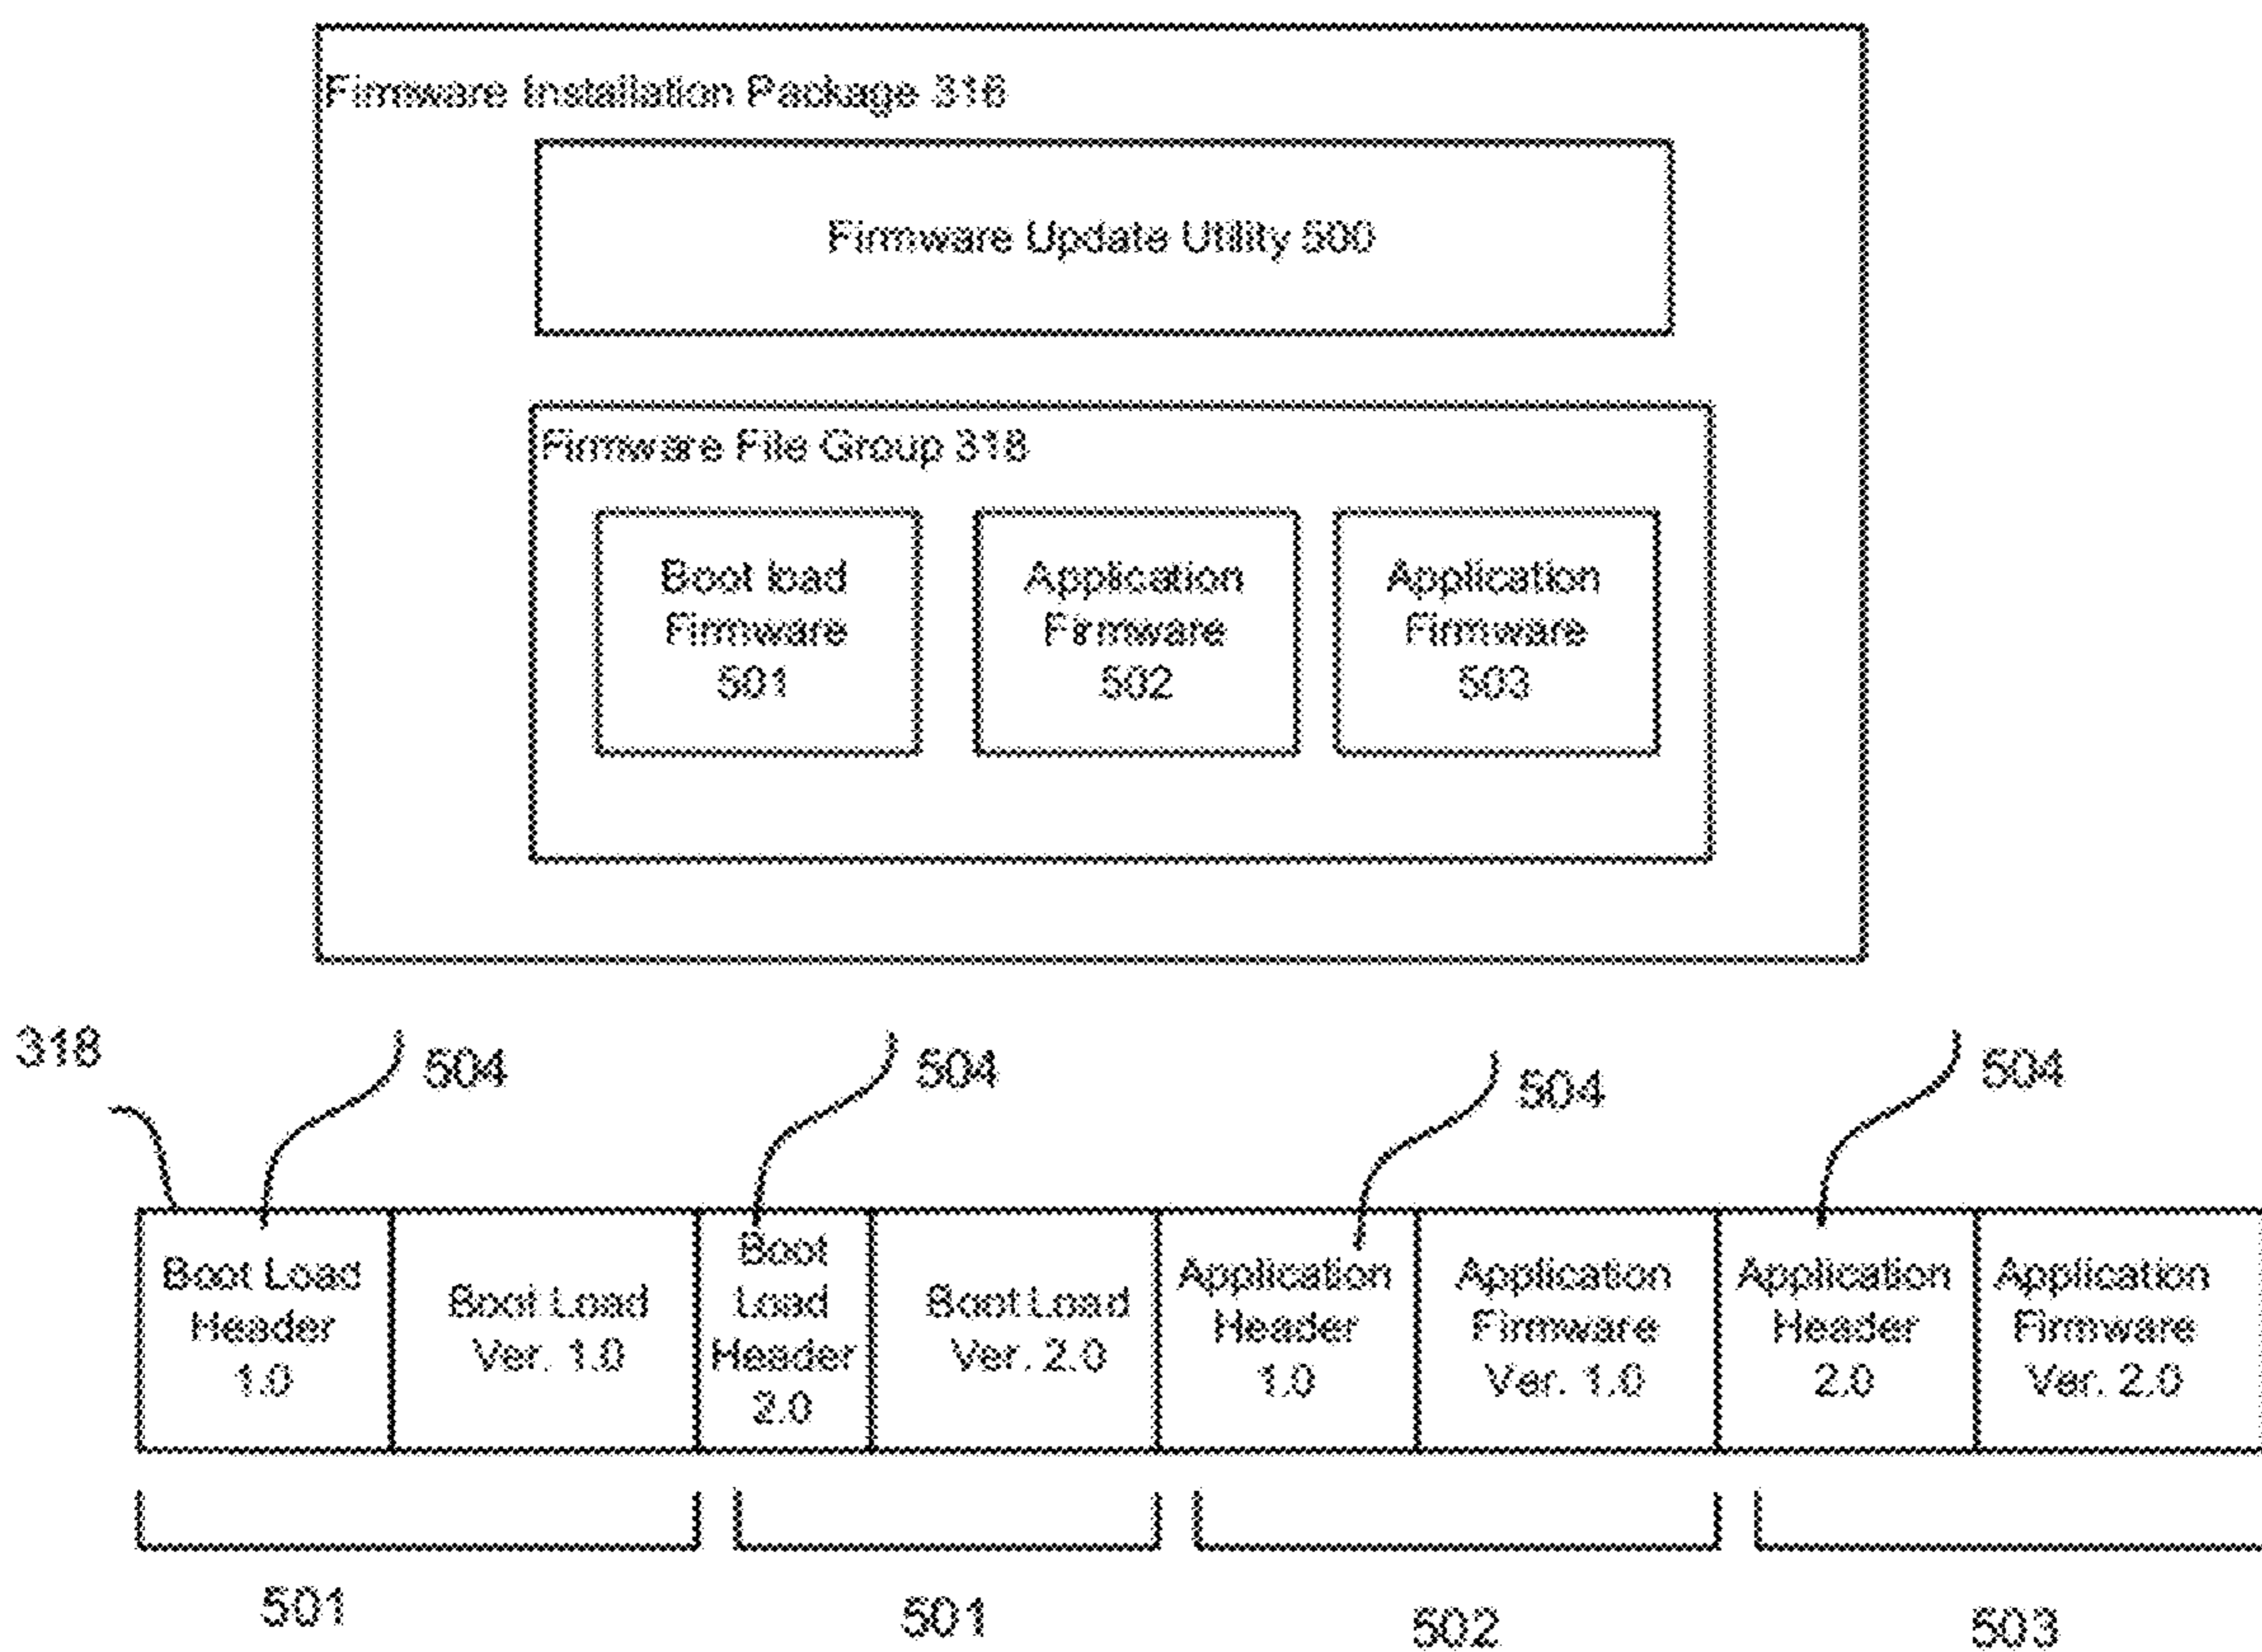 Firmware Installation Package 316
Firmware Update Utility 500
Firmware File Group 318
Boot load
Firmware
501
Application
Firmware
502
Application
Firmware
503
318
504
504
504
504
Boot Load
Header
1.0
Boot Load
Ver. 1.0
Boot
Load
Header
2.0
Boot Load
Ver. 2.0
Application
Header
1.0
Application
Firmware
Ver. 1.0
Application
Header
2.0
Application
Firmware
Ver. 2.0
501
501
502
503